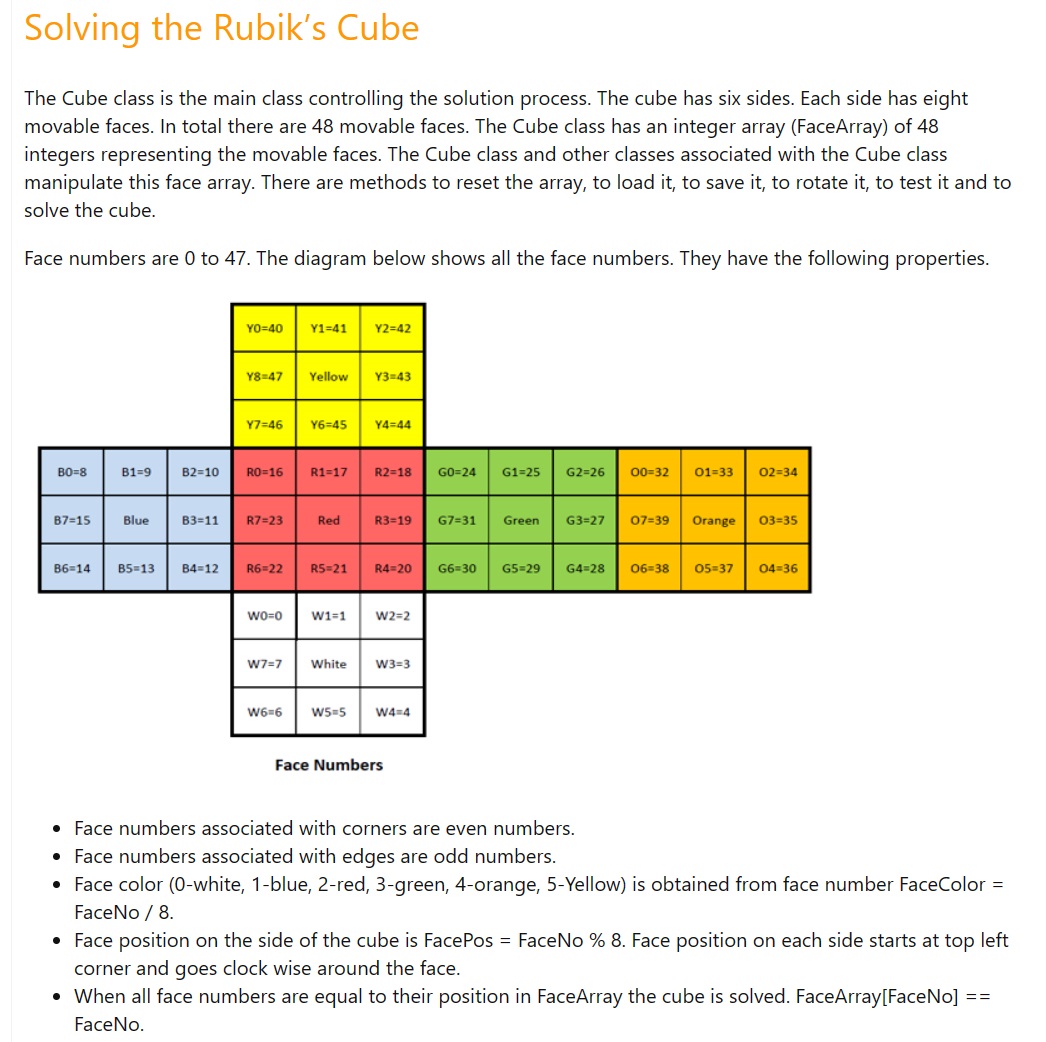 Solving the Rubik's Cube
The Cube class is the main class controlling the solution process. The cube has six sides. Each side has eight
movable faces. In total there are 48 movable faces. The Cube class has an integer array (FaceArray) of 48
integers representing the movable faces. The Cube class and other classes associated with the Cube class
manipulate this face array. There are methods to reset the array, to load it, to save it, to rotate it, to test it and to
solve the cube.
Face numbers are 0 to 47. The diagram below shows all the face numbers. They have the following properties.
Y0=40 Y1=41 Y2=42
Y8=47 Yellow Y3=43
Y7=46 Y6=45 Y4=44
B0=8 B1=9 B2=10 R0=16 R1=17 R2=18 G0=24 G1=25 G2=26 O0=32 O1=33 O2=34
B7=15 Blue B3=11 R7=23 Red R3=19 G7=31 Green G3=27 O7=39 Orange O3=35
B6=14 B5=13 B4=12 R6=22 R5=21 R4=20 G6=30 G5=29 G4=28 O6=38 O5=37 O4=36
W0=0 W1=1 W2=2
W7=7 White W3=3
W6=6 W5=5 W4=4
Face Numbers
• Face numbers associated with corners are even numbers.
• Face numbers associated with edges are odd numbers.
• Face color (0-white, 1-blue, 2-red, 3-green, 4-orange, 5-Yellow) is obtained from face number FaceColor =
FaceNo / 8.
• Face position on the side of the cube is FacePos = FaceNo % 8. Face position on each side starts at top left
corner and goes clock wise around the face.
• When all face numbers are equal to their position in FaceArray the cube is solved. FaceArray[FaceNo] ==
FaceNo.